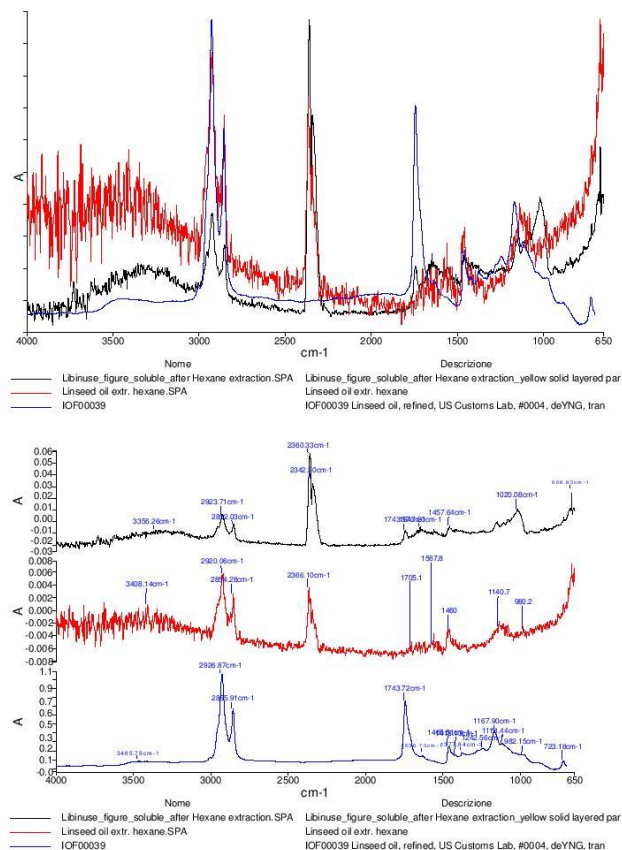 A
4000 3500 3000 2500 2000 1500 1000 650
cm-1
Nome Descrizione
Libinuse_figure_soluble_after Hexane extraction.SPA Libinuse_figure_soluble_after Hexane extraction_yellow solid layered par
Linseed oil extr. hexane.SPA Linseed oil extr. hexane
IOF00039 IOF00039 Linseed oil, refined, US Customs Lab, #0004, deYNG, tran
0.06
0.05
0.04
0.03
0.02
0.01
0.00
-0.01
-0.02
-0.03
A
3356.26cm-1
2923.71cm-1
2360.33cm-1
1457.64cm-1
1020.08cm-1
0.008
0.006
0.004
0.002
0.000
-0.002
-0.004
-0.006
-0.008
A
3408.14cm-1
2920.06cm-1
2854.28cm-1
2366.10cm-1
1705.1
1567.8
1460
1140.7
980.2
1.1
0.9
0.8
0.7
0.6
0.5
0.4
0.3
0.2
0.1
-0.0
A
3465.78cm-1
2926.87cm-1
2855.91cm-1
1743.72cm-1
1167.90cm-1
982.15cm-1
723.18cm-1
4000 3500 3000 2500 2000 1500 1000 650
cm-1
Nome Descrizione
Libinuse_figure_soluble_after Hexane extraction.SPA Libinuse_figure_soluble_after Hexane extraction_yellow solid layered par
Linseed oil extr. hexane.SPA Linseed oil extr. hexane
IOF00039 IOF00039 Linseed oil, refined, US Customs Lab, #0004, deYNG, tran